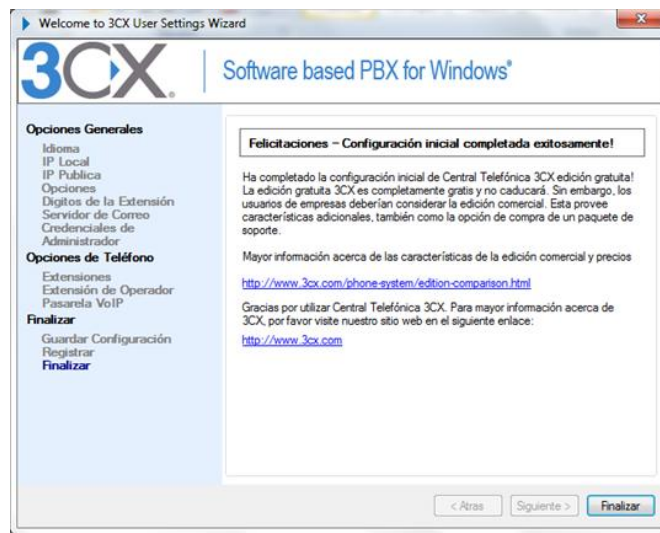 Welcome to 3CX User Settings Wizard
3CX®
Software based PBX for Windows®
Opciones Generales
Idioma
IP Local
IP Publica
Opciones
Digitos de la Extensión
Servidor de Correo
Credenciales de
Administrador
Opciones de Teléfono
Extensiones
Extensión de Operador
Pasarela VoIP
Finalizar
Guardar Configuración
Registrar
Finalizar
Felicitaciones – Configuración inicial completada exitosamente!
Ha completado la configuración inicial de Central Telefónica 3CX edición gratuita!
La edición gratuita 3CX es completamente gratis y no caducará. Sin embargo, los
usuarios de empresas deberían considerar la edición comercial. Esta provee
características adicionales, también como la opción de compra de un paquete de
soporte.
Mayor información acerca de las características de la edición comercial y precios
http://www.3cx.com/phone-system/edition-comparison.html
Gracias por utilizar Central Telefónica 3CX. Para mayor información acerca de
3CX, por favor visite nuestro sitio web en el siguiente enlace:
http://www.3cx.com
< Atras
Siguiente >
Finalizar